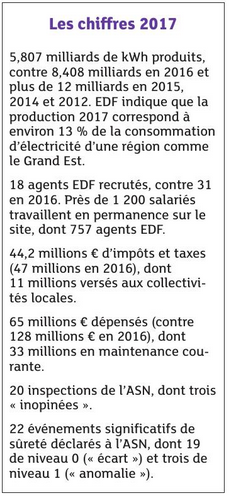 Les chiffres 2017
5,807 milliards de kWh produits,
contre 8,408 milliards en 2016 et
plus de 12 milliards en 2015,
2014 et 2012. EDF indique que la
production 2017 correspond à
environ 13 % de la consommation
d’électricité d’une région comme
le Grand Est.
18 agents EDF recrutés, contre 31
en 2016. Près de 1 200 salariés
travaillent en permanence sur le
site, dont 757 agents EDF.
44,2 millions € d’impôts et taxes
(47 millions en 2016), dont
11 millions versés aux collectivi-
tés locales.
65 millions € dépensés (contre
128 millions € en 2016), dont
33 millions en maintenance cou-
rante.
20 inspections de l’ASN, dont trois
« inopinées ».
22 événements significatifs de
sûreté déclarés à l’ASN, dont 19
de niveau 0 (« écart ») et trois de
niveau 1 (« anomalie »).